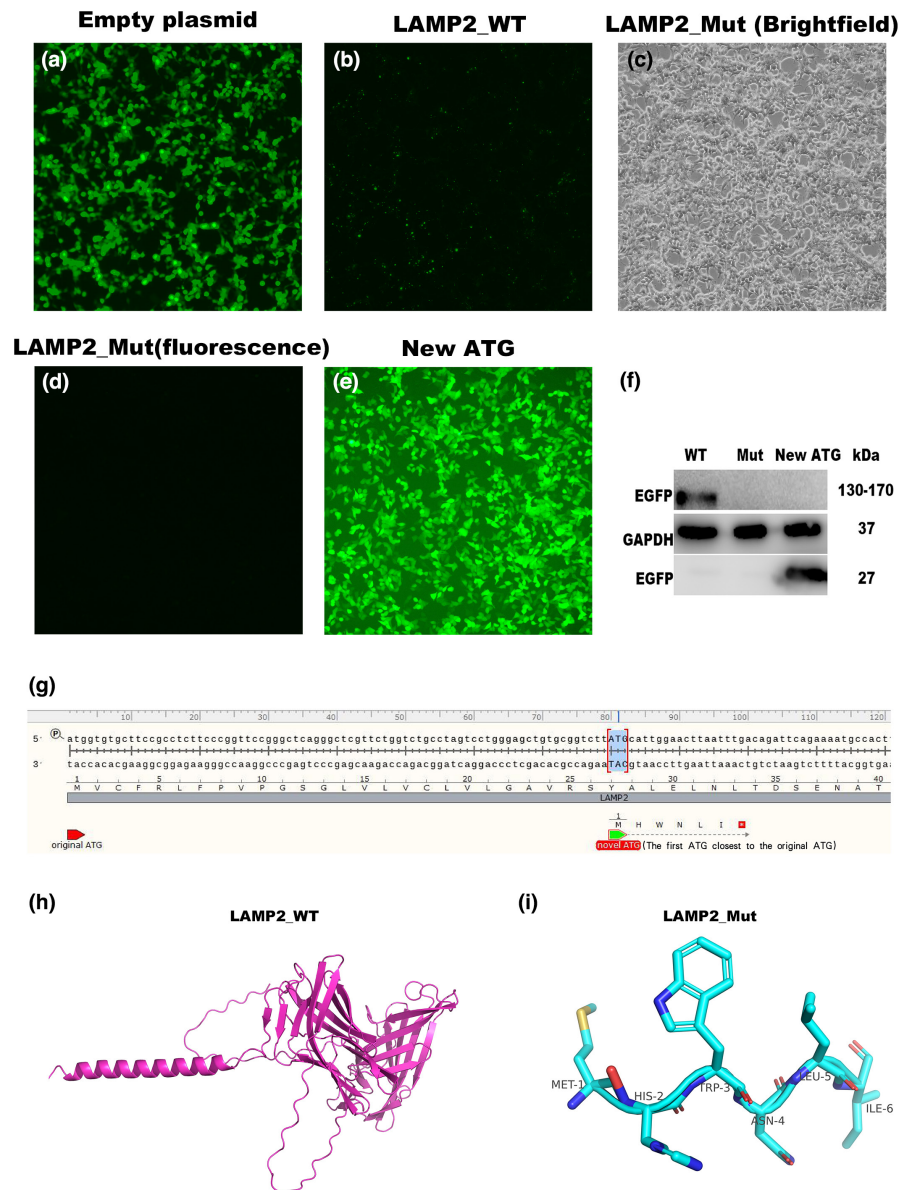 Empty plasmid
LAMP2_WT
LAMP2_Mut (Brightfield)
(a)
(b)
(c)
LAMP2_Mut(fluorescence)
New ATG
(d)
(e)
(f)
WT Mut New ATG kDa
EGFP 130-170
GAPDH 37
EGFP 27
(g)
10 20 30 40 50 60 70 80 90 100 110 120
5' P atggtgtgcttccgcctcttcccggttccgggctcagggctcgttctggtctgcctagtcctgggagctgtgcggtcttATGcattggaacttaatttgacagattcagaaaatgccactt
3' taccacacgaaggcggagaagggccaaggcccgagtcccgagcaagaccagacggatcaggaccctcgacacgccagaaTACgtaaccttgaattaaactgtctaagtcttttacggtgaa
1 5 10 15 20 25 30 35 40
M V C F R L F P V P G S G L V L V C L V L G A V R S Y A L E L N L T D S E N A T
LAMP2
1
M H W N L I *
original ATG
novel ATG (The first ATG closest to the original ATG)
(h)
LAMP2_WT
(i)
LAMP2_Mut
MET-1
HIS-2
TRP-3
ASN-4
LEU-5
ILE-6